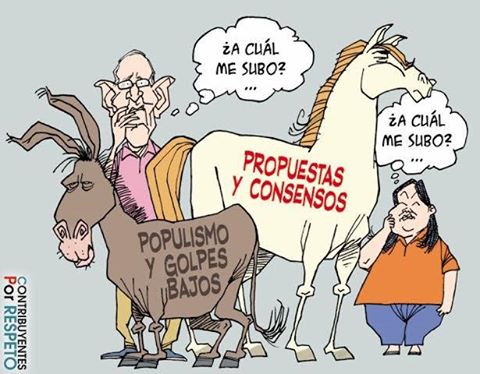 ¿A CUÁL
ME SUBO?
...
¿A CUÁL
ME SUBO?
...
PROPUESTAS
Y CONSENSOS
POPULISMO
Y GOLPES
BAJOS
CONTRIBUYENTES
POR RESPETO